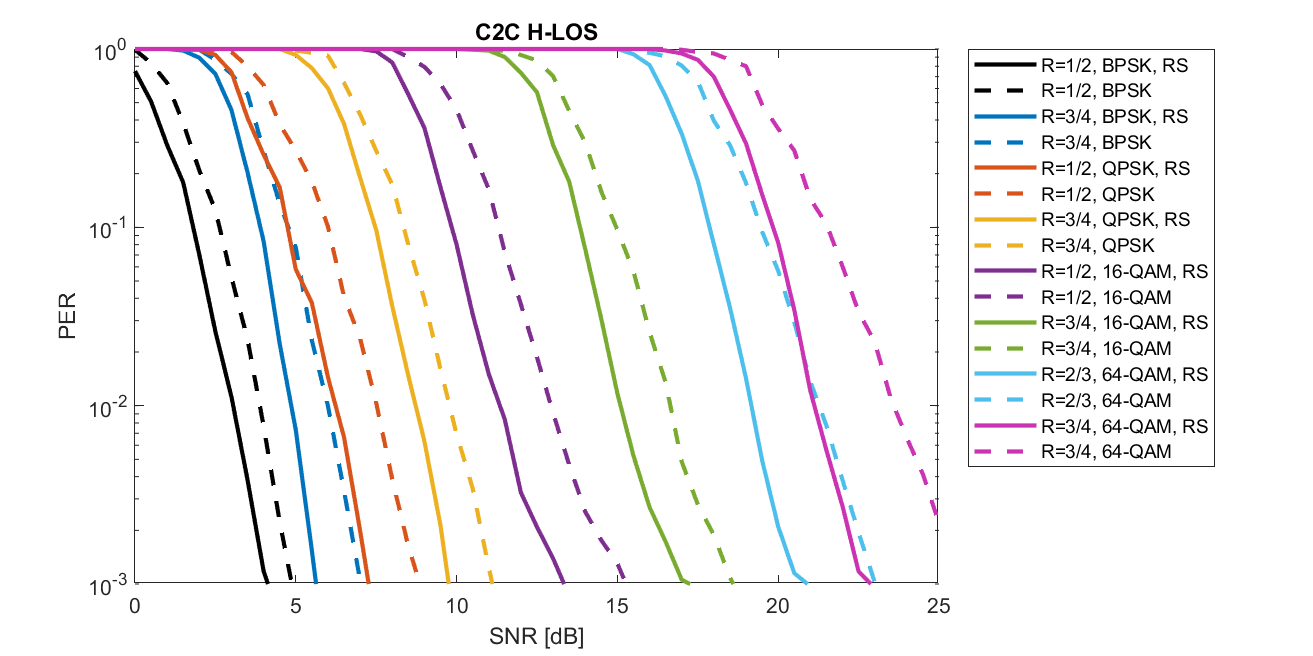 C2C H-LOS
10^0
10^-1
10^-2
10^-3
PER
0 5 10 15 20 25
SNR [dB]
R=1/2, BPSK, RS
R=1/2, BPSK
R=3/4, BPSK, RS
R=3/4, BPSK
R=1/2, QPSK, RS
R=1/2, QPSK
R=3/4, QPSK, RS
R=3/4, QPSK
R=1/2, 16-QAM, RS
R=1/2, 16-QAM
R=3/4, 16-QAM, RS
R=3/4, 16-QAM
R=2/3, 64-QAM, RS
R=2/3, 64-QAM
R=3/4, 64-QAM, RS
R=3/4, 64-QAM